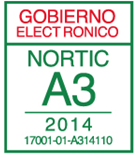 GOBIERNO
ELECTRONICO
NORTIC
A3
2014
17001-01-A314110